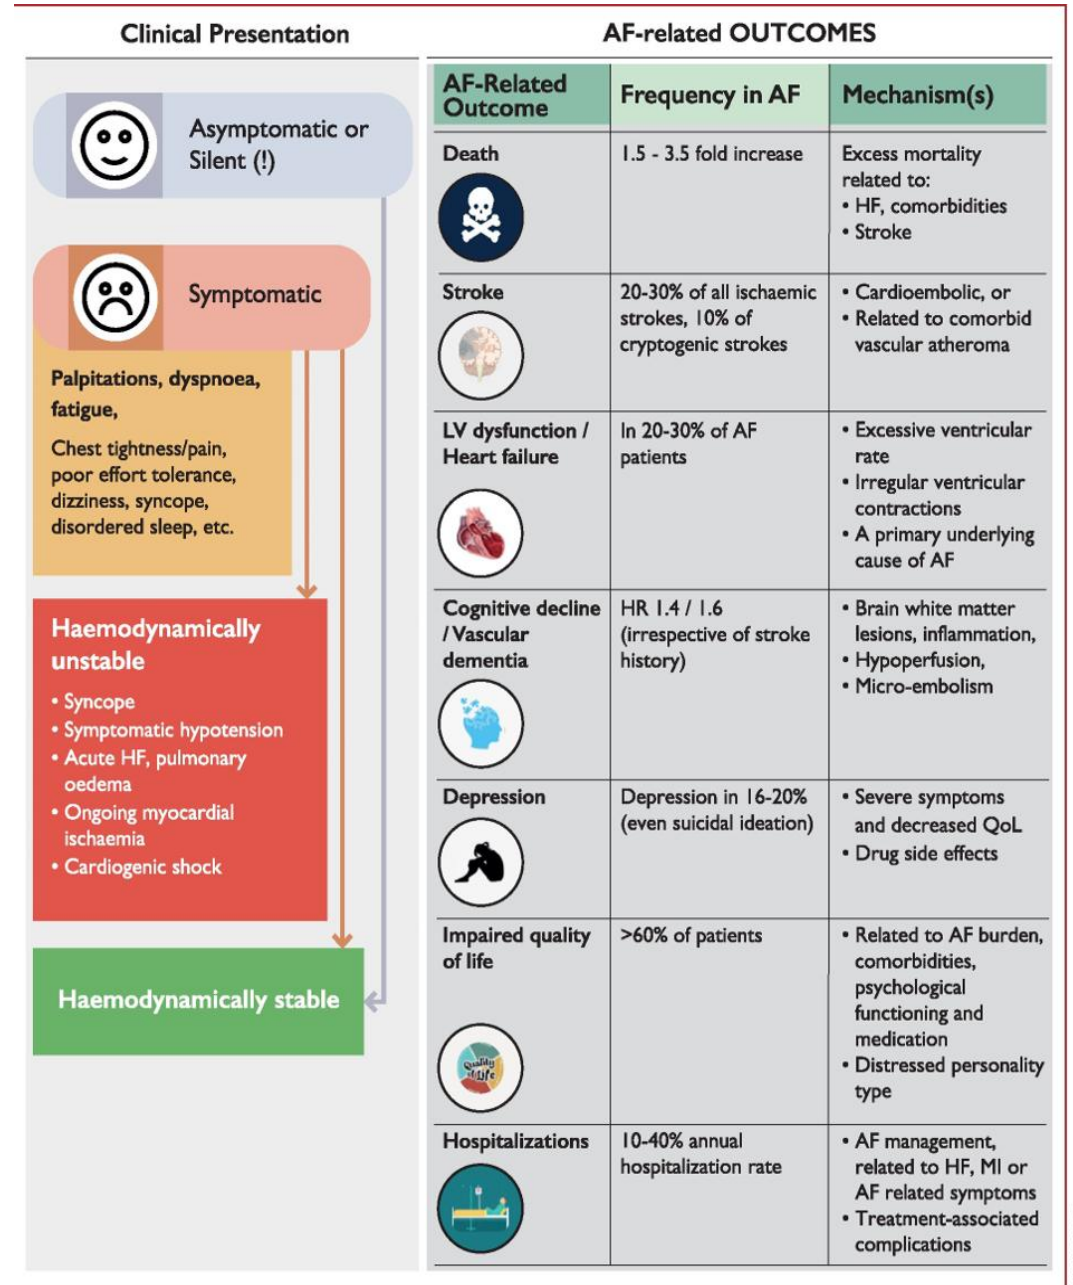 Clinical Presentation
Asymptomatic or
Silent (!)
Symptomatic
Palpitations, dyspnoea,
fatigue,
Chest tightness/pain,
poor effort tolerance,
dizziness, syncope,
disordered sleep, etc.
Haemodynamically
unstable
• Syncope
• Symptomatic hypotension
• Acute HF, pulmonary
oedema
• Ongoing myocardial
ischaemia
• Cardiogenic shock
Haemodynamically stable
AF-related OUTCOMES
AF-Related
Outcome
Frequency in AF
Mechanism(s)
Death
1.5 - 3.5 fold increase
Excess mortality
related to:
• HF, comorbidities
• Stroke
Stroke
20-30% of all ischaemic
strokes, 10% of
cryptogenic strokes
• Cardioembolic, or
• Related to comorbid
vascular atheroma
LV dysfunction /
Heart failure
In 20-30% of AF
patients
• Excessive ventricular
rate
• Irregular ventricular
contractions
• A primary underlying
cause of AF
Cognitive decline
/ Vascular
dementia
HR 1.4 / 1.6
(irrespective of stroke
history)
• Brain white matter
lesions, inflammation,
• Hypoperfusion,
• Micro-embolism
Depression
Depression in 16-20%
(even suicidal ideation)
• Severe symptoms
and decreased QoL
• Drug side effects
Impaired quality
of life
Quality
of Life
>60% of patients
• Related to AF burden,
comorbidities,
psychological
functioning and
medication
• Distressed personality
type
Hospitalizations
10-40% annual
hospitalization rate
• AF management,
related to HF, MI or
AF related symptoms
• Treatment-associated
complications